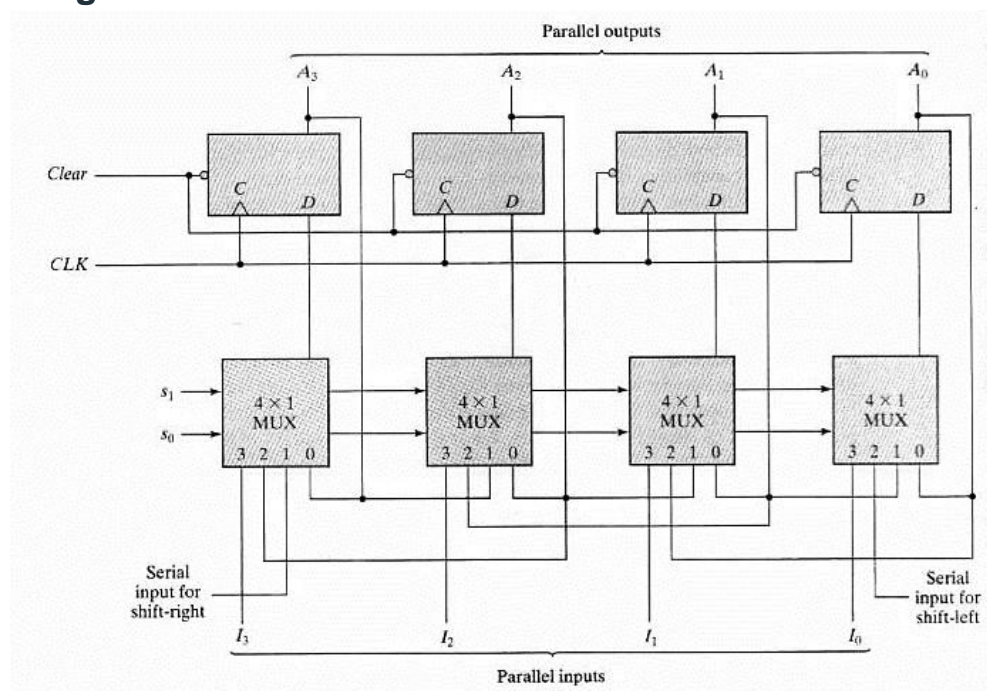 Parallel outputs
A3 A2 A1 A0
Clear
C D C D C D C D
CLK
s1
s0
4 × 1 MUX
3 2 1 0
4 × 1 MUX
3 2 1 0
4 × 1 MUX
3 2 1 0
4 × 1 MUX
3 2 1 0
Serial
input for
shift-right
Serial
input for
shift-left
I3 I2 I1 I0
Parallel inputs